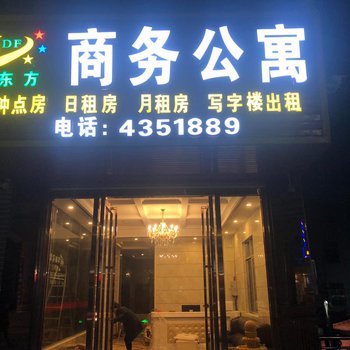 DF
东方
商务公寓
钟点房 日租房 月租房 写字楼出租
电话：4351889